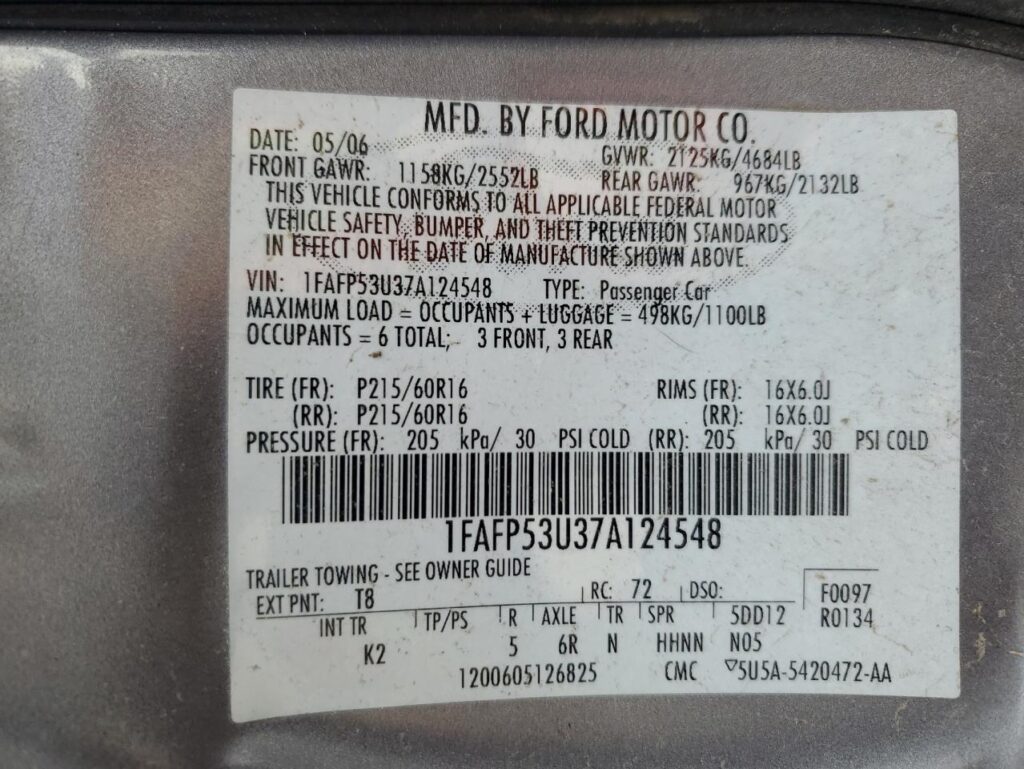 MFD. BY FORD MOTOR CO.
DATE: 05/06 GVWR: 2125KG/4684LB
FRONT GAWR: 1158KG/2552LB REAR GAWR: 967KG/2132LB
THIS VEHICLE CONFORMS TO ALL APPLICABLE FEDERAL MOTOR
VEHICLE SAFETY, BUMPER, AND THEFT PREVENTION STANDARDS
IN EFFECT ON THE DATE OF MANUFACTURE SHOWN ABOVE.
VIN: 1FAFP53U37A124548 TYPE: Passenger Car
MAXIMUM LOAD = OCCUPANTS + LUGGAGE = 498KG/1100LB
OCCUPANTS = 6 TOTAL; 3 FRONT, 3 REAR
TIRE (FR): P215/60R16 RIMS (FR): 16X6.0J
(RR): P215/60R16 (RR): 16X6.0J
PRESSURE (FR): 205 kPa/ 30 PSI COLD (RR): 205 kPa/ 30 PSI COLD
1FAFP53U37A124548
TRAILER TOWING - SEE OWNER GUIDE
EXT PNT: T8 RC: 72 DSO: F0097
INT TR TP/PS R AXLE TR SPR 5DD12 R0134
K2 5 6R N HHNN N05
1200605126825 CMC ▽5U5A-5420472-AA